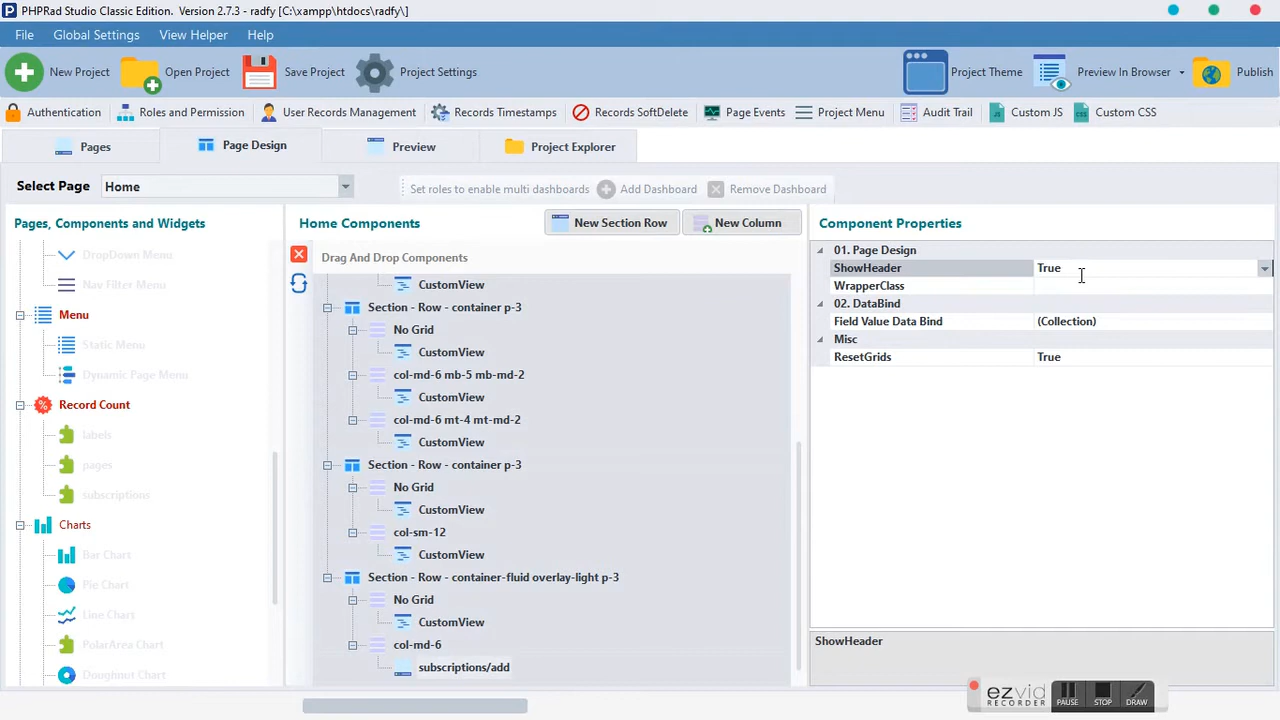 PHPRad Studio Classic Edition. Version 2.7.3 - radfy [C:\xampp\htdocs\radfy\]
File Global Settings View Helper Help
New Project Open Project Save Project Project Settings Project Theme Preview In Browser Publish
Authentication Roles and Permission User Records Management Records Timestamps Records SoftDelete Page Events Project Menu Audit Trail Custom JS Custom CSS
Pages Page Design Preview Project Explorer
Select Page Home Set roles to enable multi dashboards Add Dashboard Remove Dashboard
Pages, Components and Widgets
DropDown Menu
Nav Filter Menu
Menu
Static Menu
Dynamic Page Menu
Record Count
labels
pages
subscriptions
Charts
Bar Chart
Pie Chart
Line Chart
PolarArea Chart
Doughnut Chart
Home Components New Section Row New Column
Drag And Drop Components
CustomView
Section - Row - container p-3
No Grid
CustomView
col-md-6 mb-5 mb-md-2
CustomView
col-md-6 mt-4 mt-md-2
CustomView
Section - Row - container p-3
No Grid
CustomView
col-sm-12
CustomView
Section - Row - container-fluid overlay-light p-3
No Grid
CustomView
col-md-6
subscriptions/add
Component Properties
01. Page Design
ShowHeader True
WrapperClass
02. DataBind
Field Value Data Bind (Collection)
Misc
ResetGrids True
ShowHeader
ezvid
RECORDER
PAUSE STOP DRAW